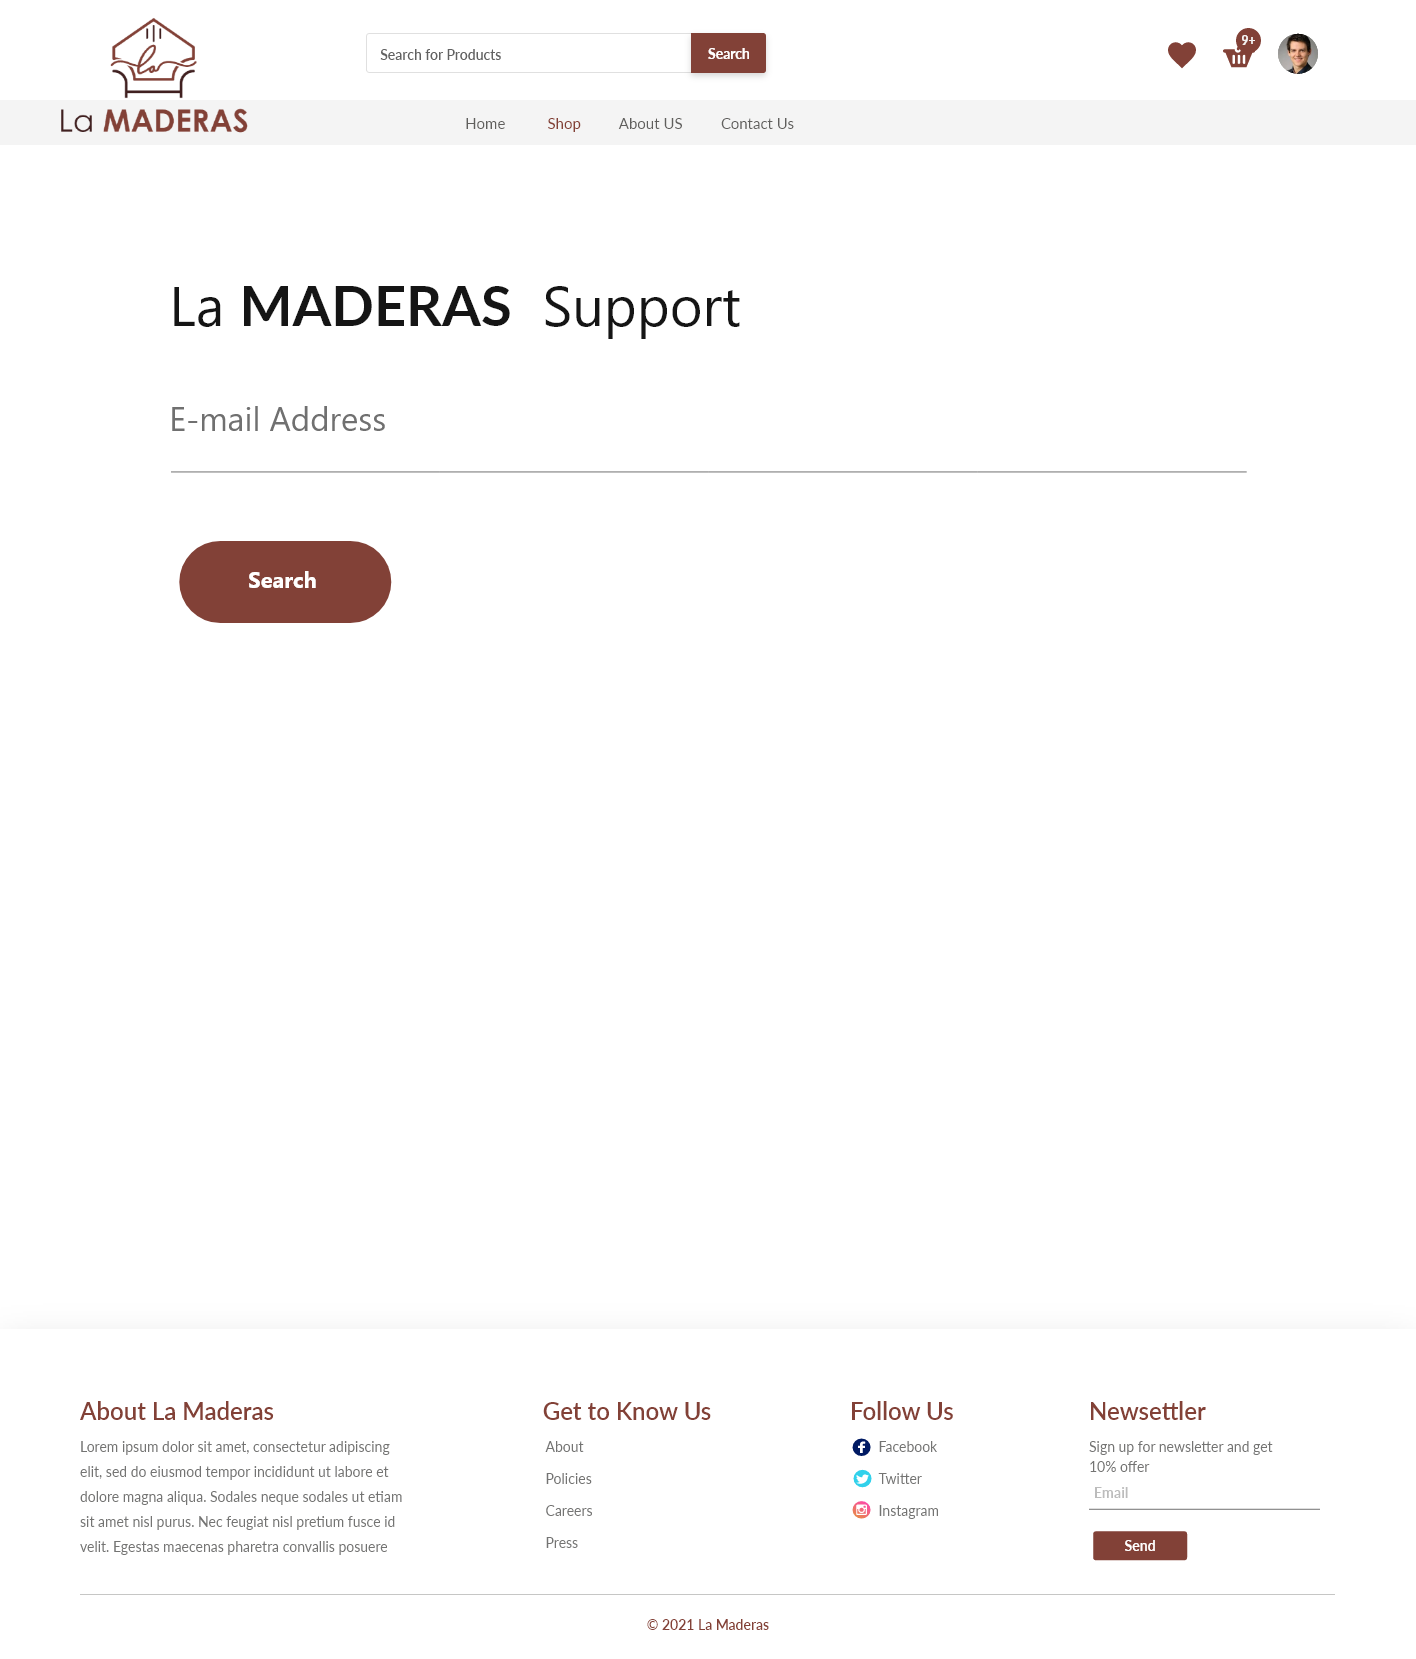 la
La MADERAS
Search for Products
Search
9+
Home
Shop
About US
Contact Us
La MADERAS Support
E-mail Address
Search
About La Maderas
Lorem ipsum dolor sit amet, consectetur adipiscing
elit, sed do eiusmod tempor incididunt ut labore et
dolore magna aliqua. Sodales neque sodales ut etiam
sit amet nisl purus. Nec feugiat nisl pretium fusce id
velit. Egestas maecenas pharetra convallis posuere
Get to Know Us
About
Policies
Careers
Press
Follow Us
Facebook
Twitter
Instagram
Newsettler
Sign up for newsletter and get
10% offer
Email
Send
© 2021 La Maderas